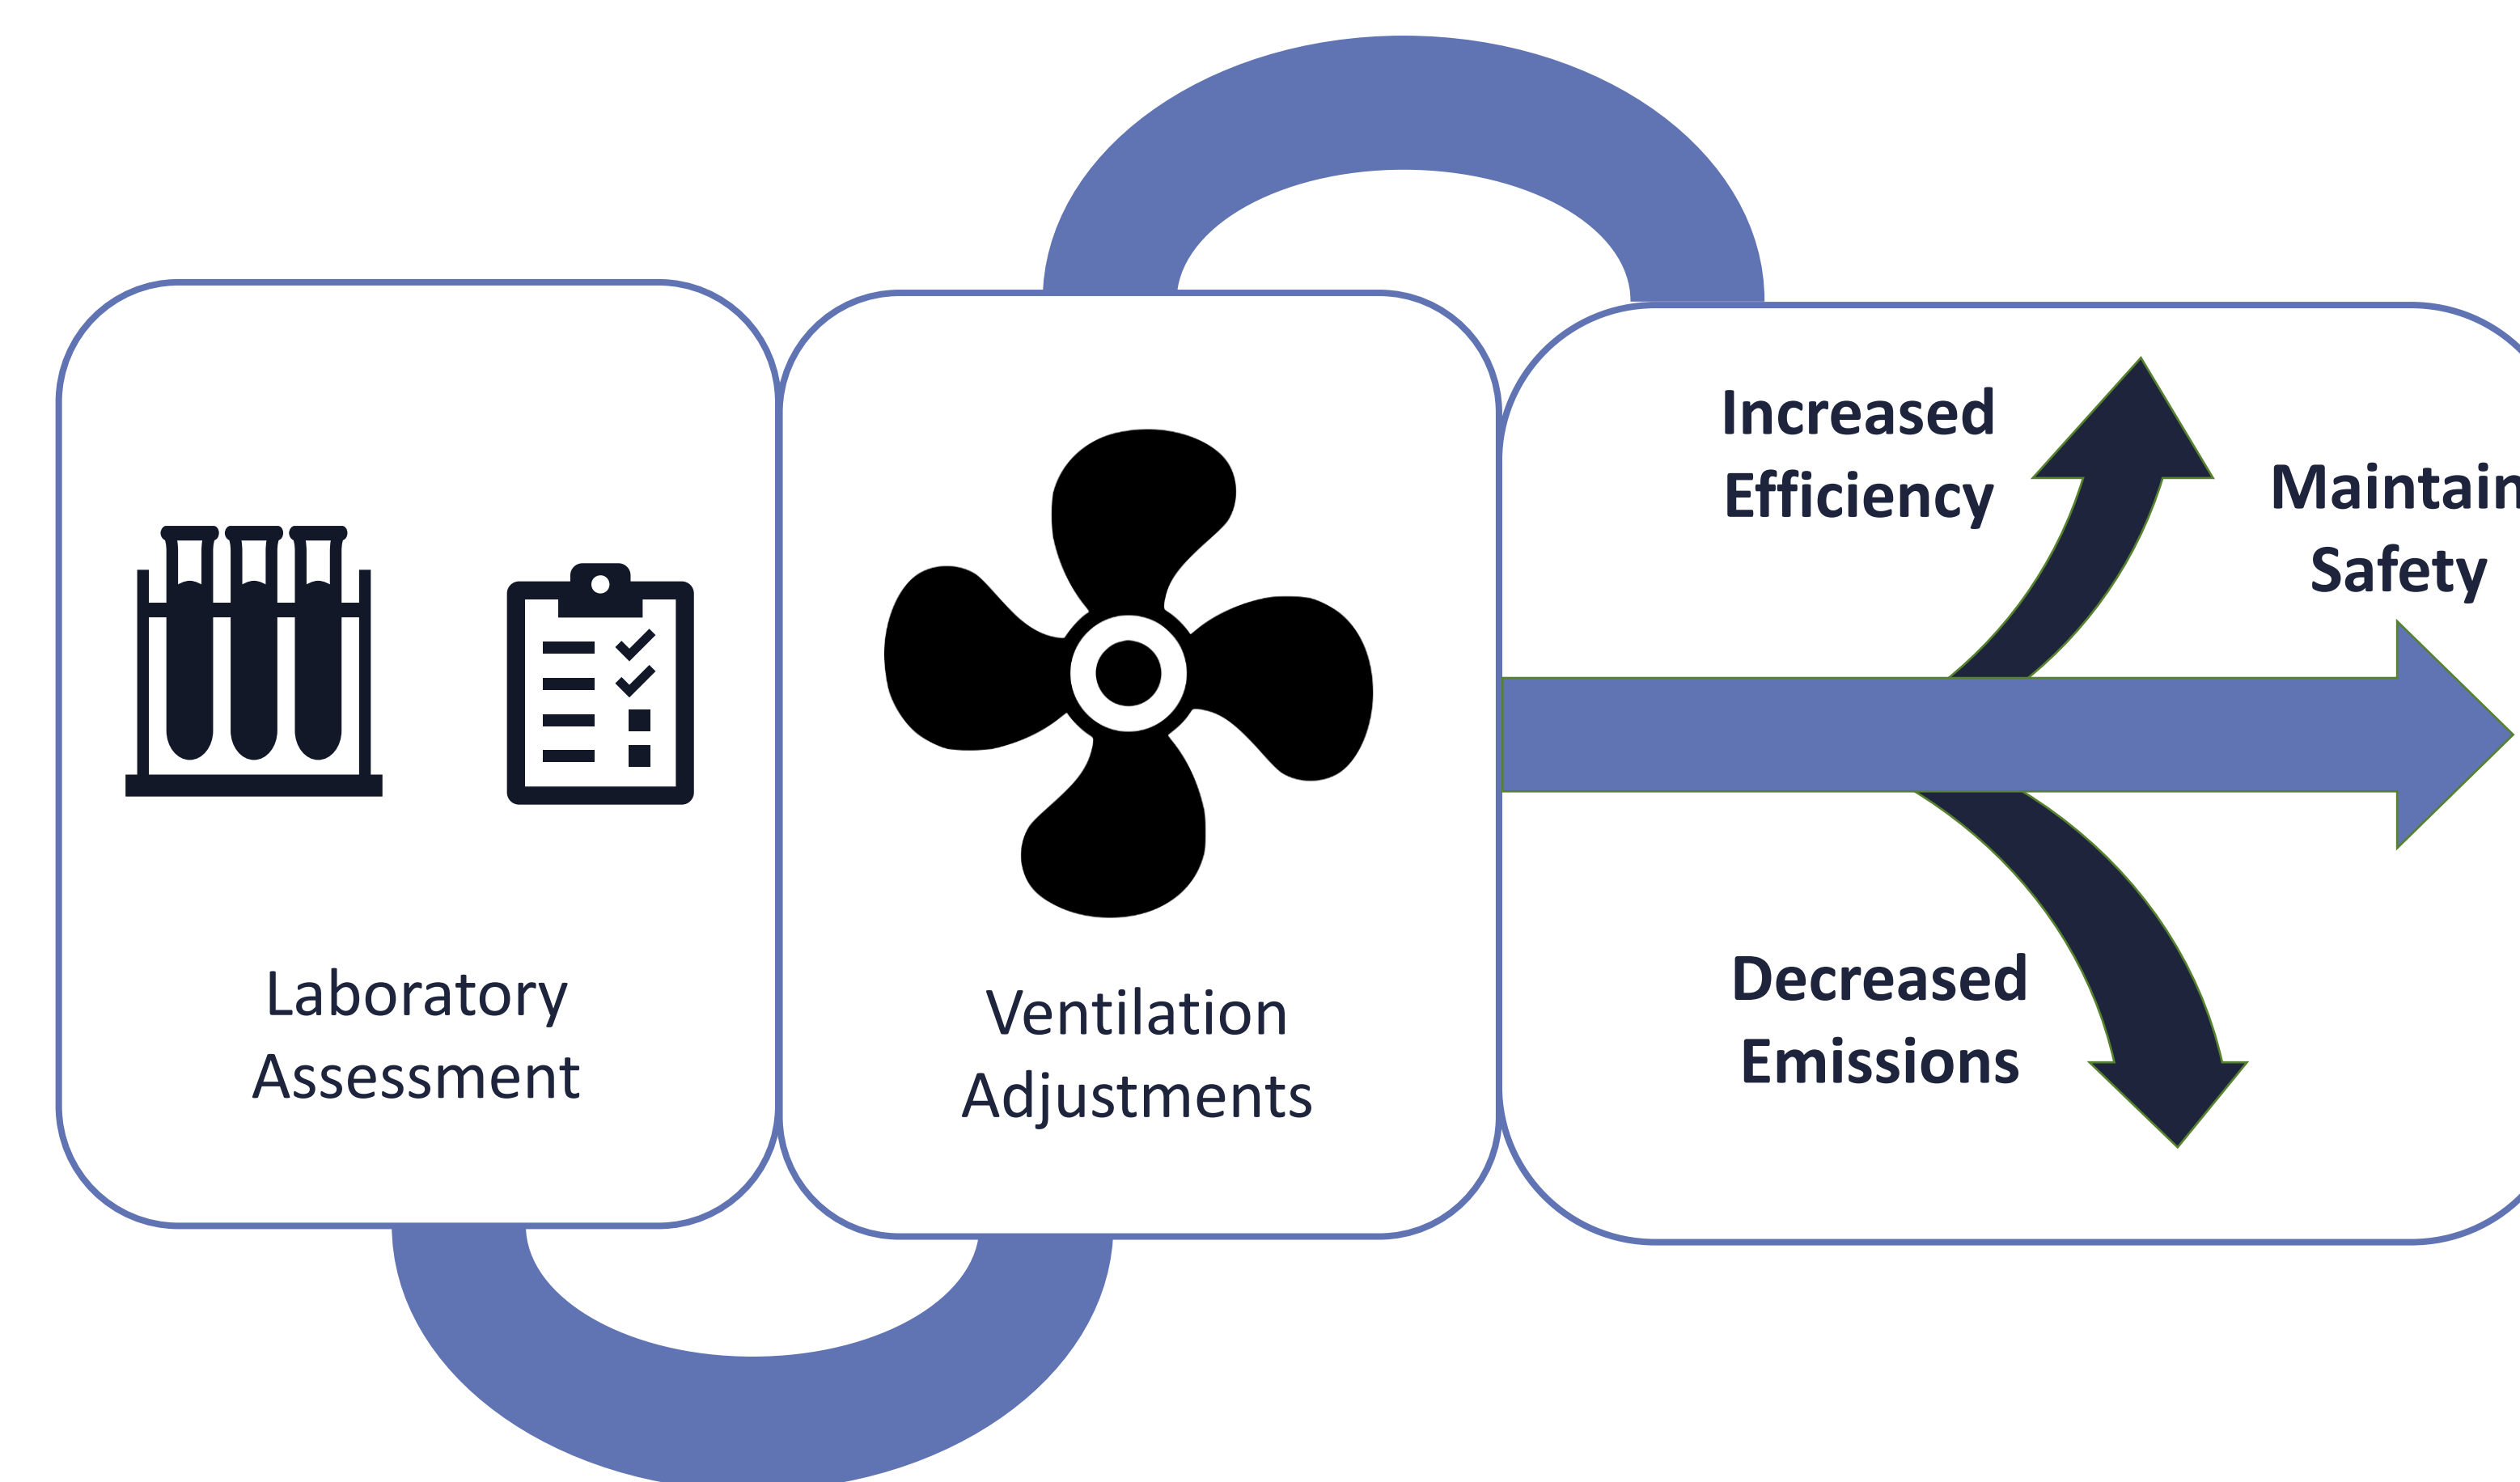 Laboratory
Assessment
Ventilation
Adjustments
Increased
Efficiency
Maintain
Safety
Decreased
Emissions